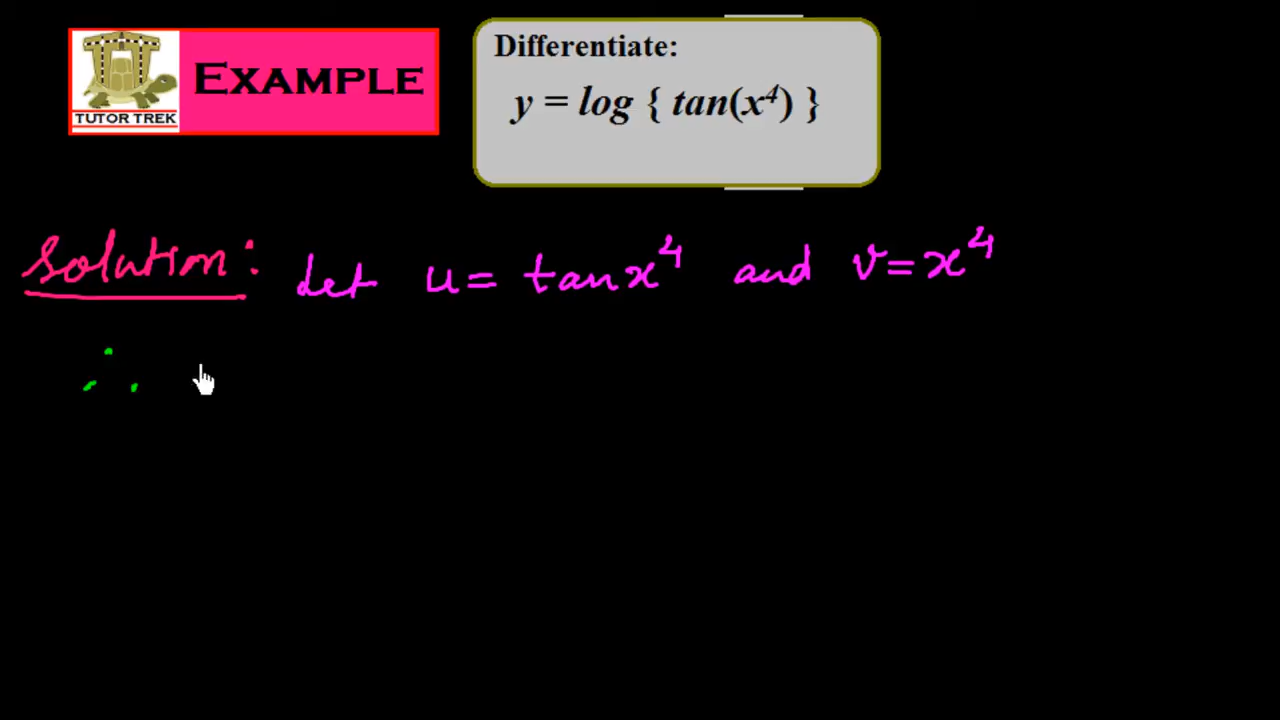 TUTOR TREK
EXAMPLE
Differentiate:
y = log { tan(x⁴) }
Solution: Let u = tan x⁴ and v = x⁴
∴